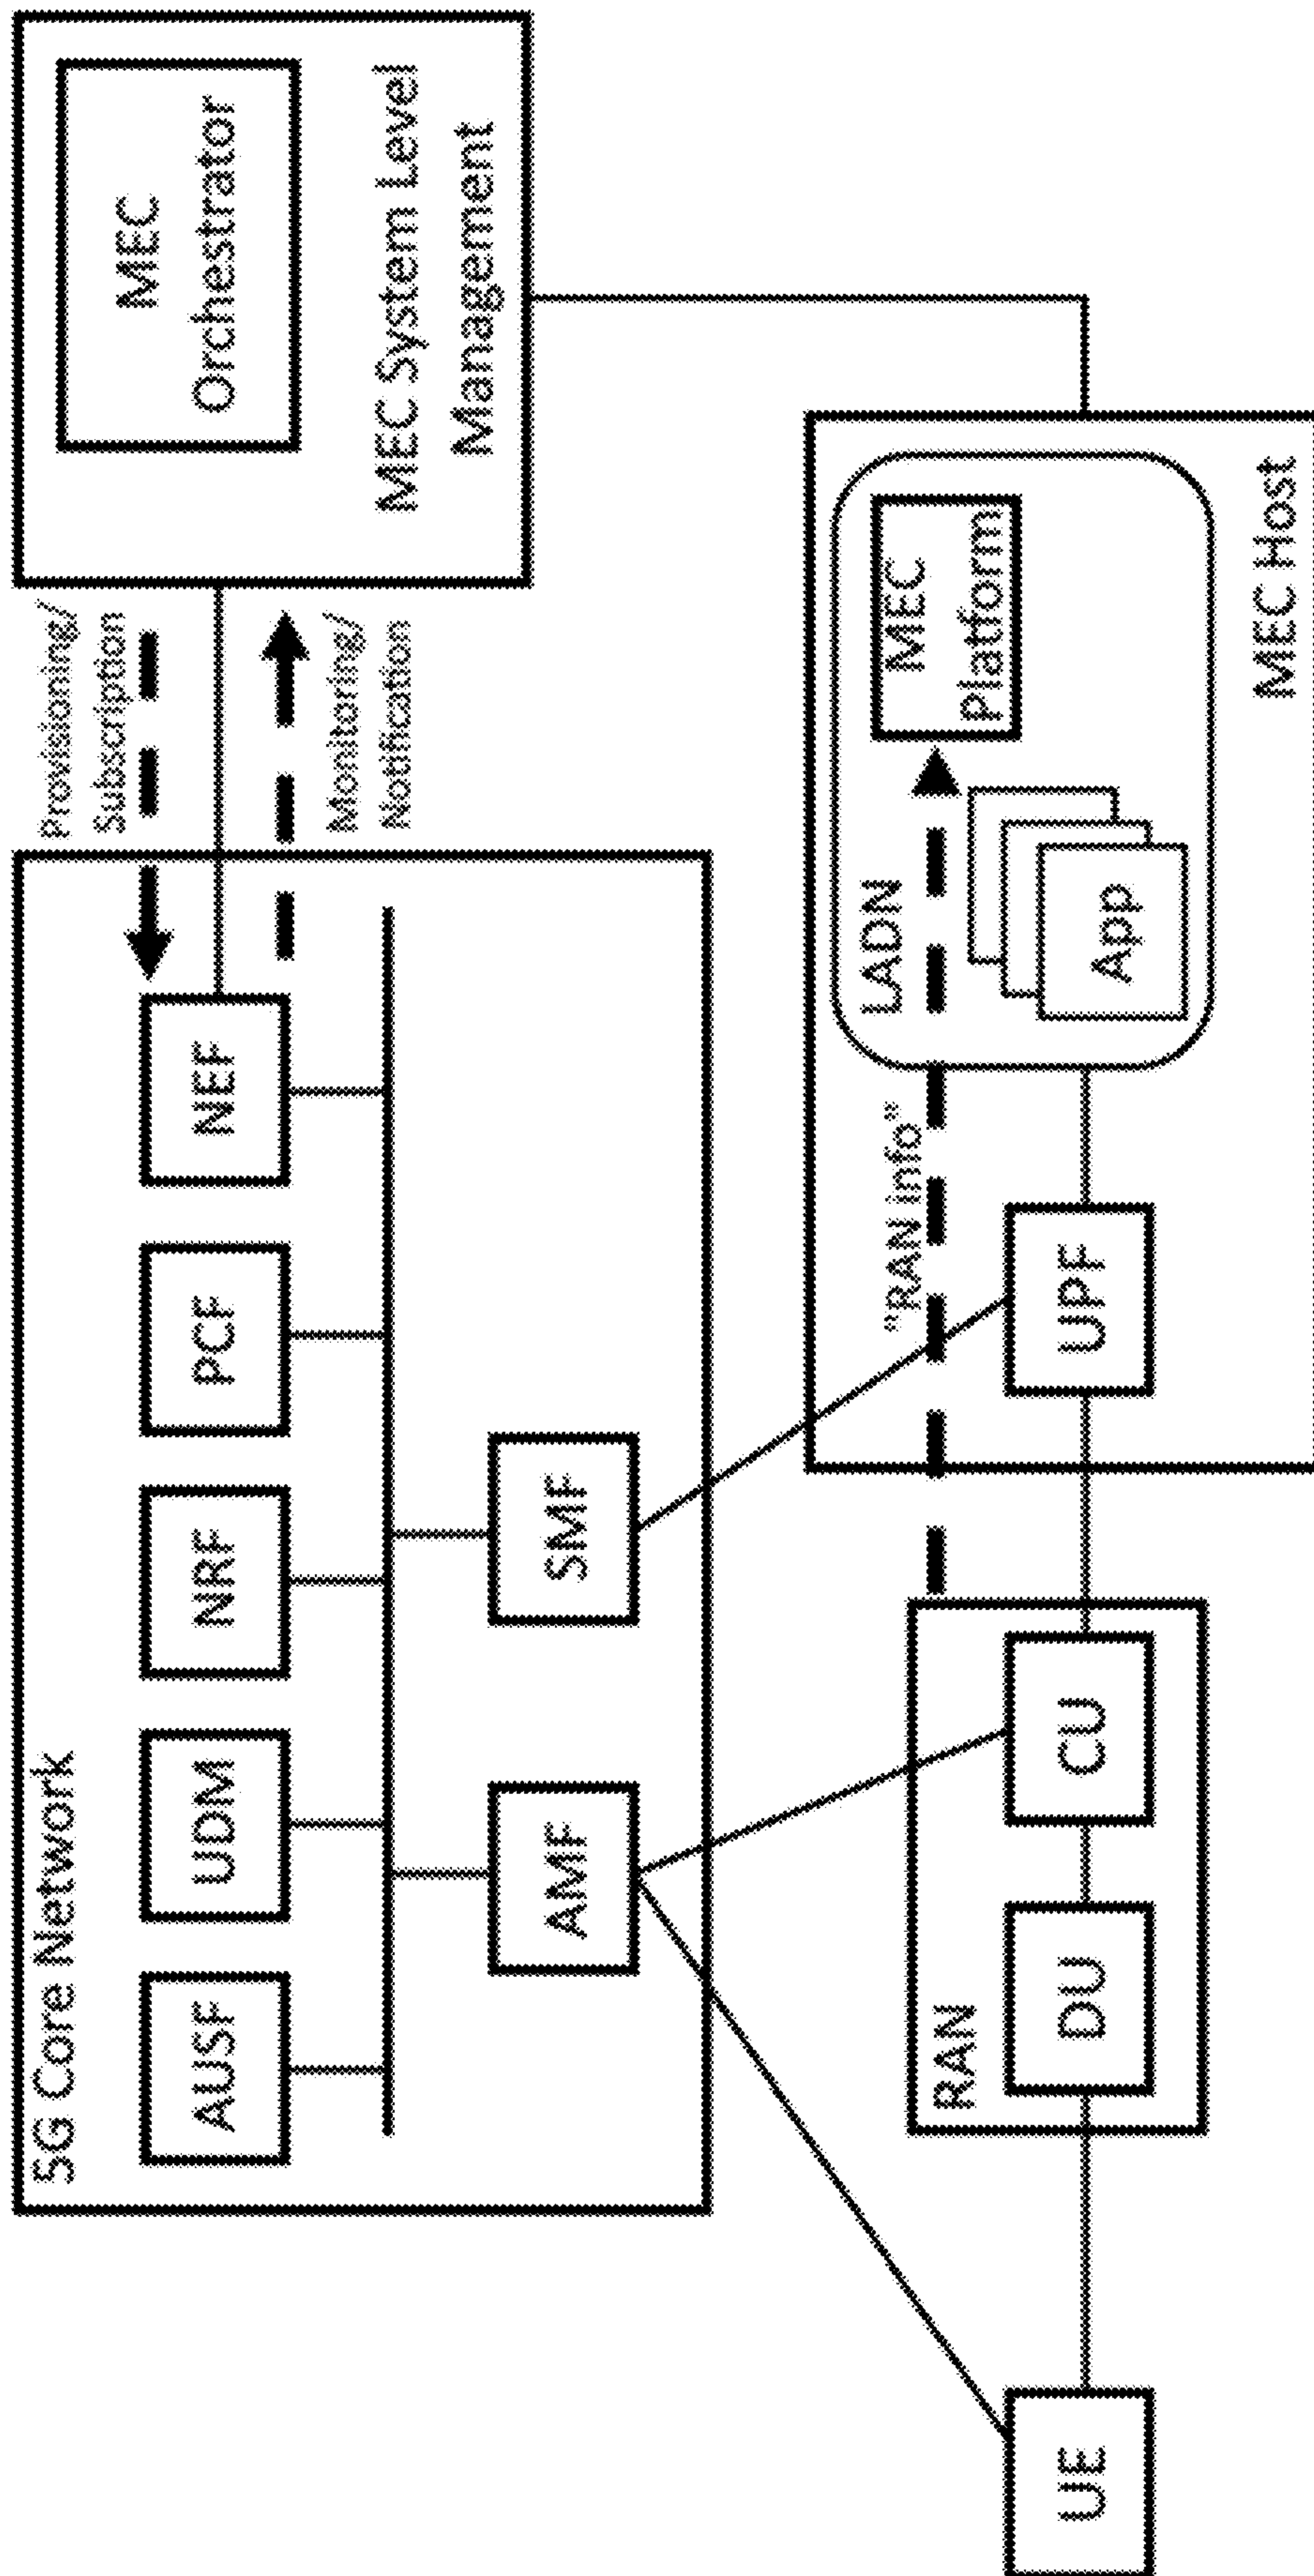 5G Core Network
AUSF
UDM
NRF
PCF
NEF
Provisioning/
Subscription
Monitoring/
Notification
MEC
Orchestrator
MEC System Level
Management
AMF
SMF
UE
RAN
DU
CU
"RAN info"
UPF
LADN
MEC
Platform
App
MEC Host